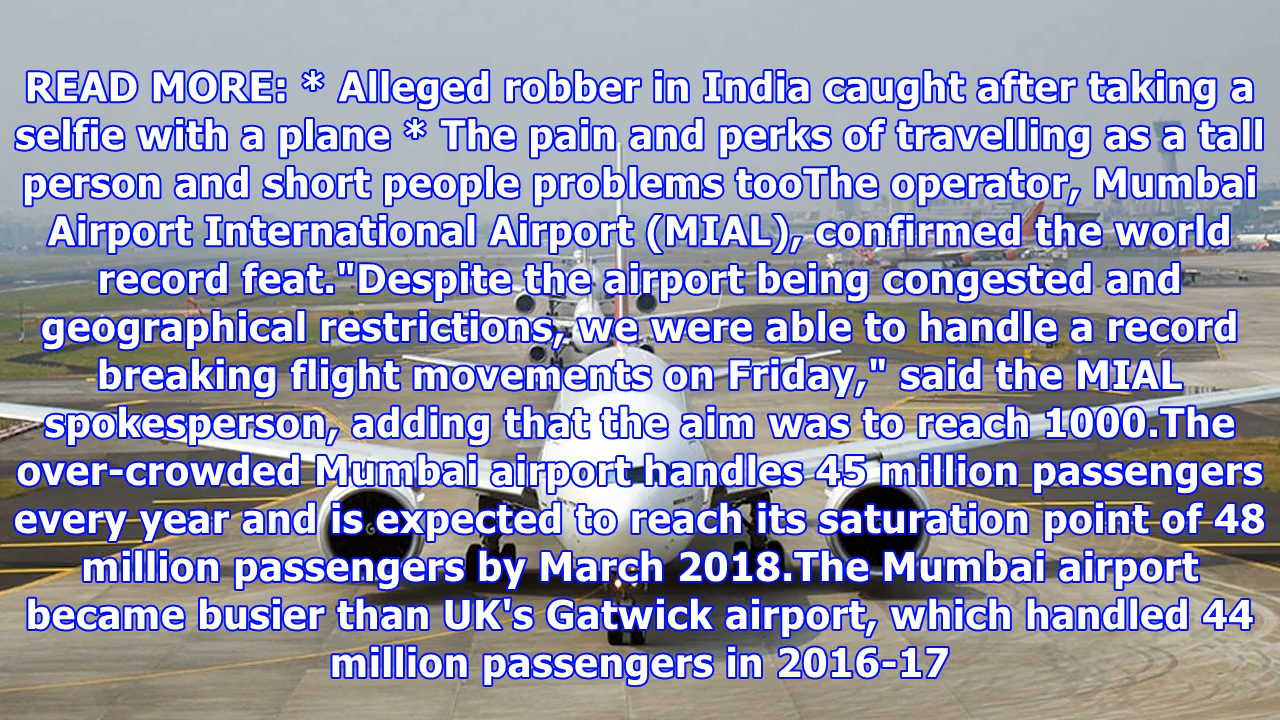 READ MORE: * Alleged robber in India caught after taking a
selfie with a plane * The pain and perks of travelling as a tall
person and short people problems tooThe operator, Mumbai
Airport International Airport (MIAL), confirmed the world
record feat."Despite the airport being congested and
geographical restrictions, we were able to handle a record
breaking flight movements on Friday," said the MIAL
spokesperson, adding that the aim was to reach 1000.The
over-crowded Mumbai airport handles 45 million passengers
every year and is expected to reach its saturation point of 48
million passengers by March 2018.The Mumbai airport
became busier than UK's Gatwick airport, which handled 44
million passengers in 2016-17